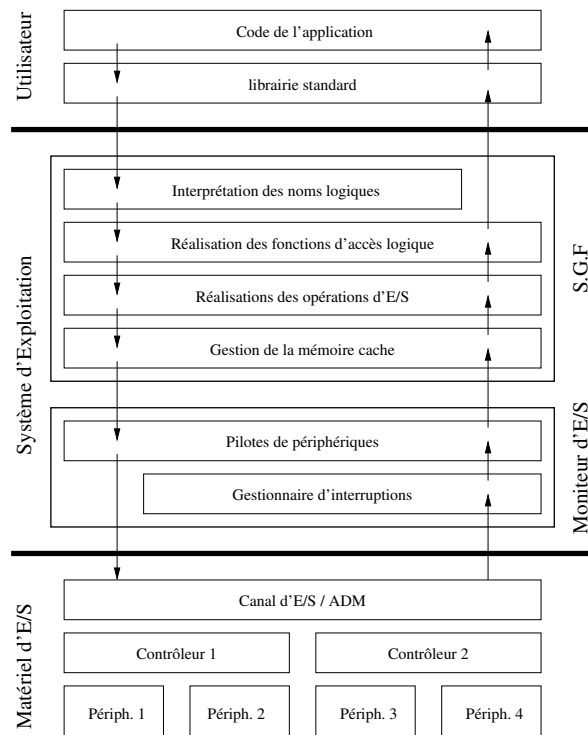 Utilisateur
Code de l'application
librairie standard
Système d'Exploitation
Interprétation des noms logiques
Réalisation des fonctions d'accès logique
Réalisations des opérations d'E/S
Gestion de la mémoire cache
S.G.F
Pilotes de périphériques
Gestionnaire d'interruptions
Moniteur d'E/S
Matériel d'E/S
Canal d'E/S / ADM
Contrôleur 1
Contrôleur 2
Périph. 1
Périph. 2
Périph. 3
Périph. 4